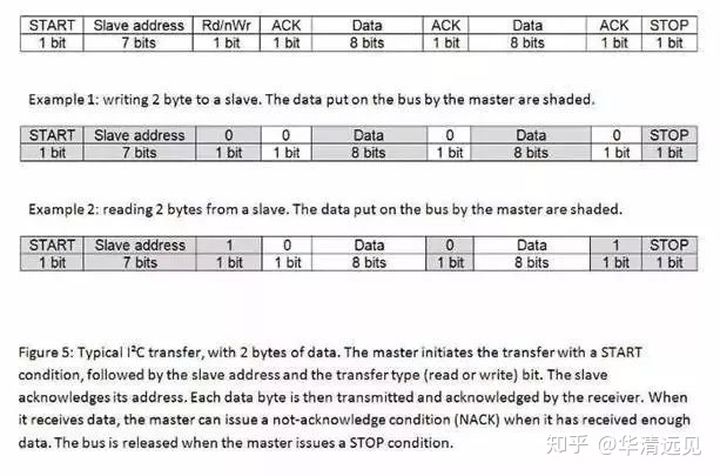 START Slave address Rd/nWr ACK Data ACK Data ACK STOP
1 bit 7 bits 1 bit 1 bit 8 bits 1 bit 8 bits 1 bit 1 bit
Example 1: writing 2 byte to a slave. The data put on the bus by the master are shaded.
START Slave address 0 0 Data 0 Data 0 STOP
1 bit 7 bits 1 bit 1 bit 8 bits 1 bit 8 bits 1 bit 1 bit
Example 2: reading 2 bytes from a slave. The data put on the bus by the master are shaded.
START Slave address 1 0 Data 0 Data 1 STOP
1 bit 7 bits 1 bit 1 bit 8 bits 1 bit 8 bits 1 bit 1 bit
Figure 5: Typical I²C transfer, with 2 bytes of data. The master initiates the transfer with a START
condition, followed by the slave address and the transfer type (read or write) bit. The slave
acknowledges its address. Each data byte is then transmitted and acknowledged by the receiver. When
it receives data, the master can issue a not-acknowledge condition (NACK) when it has received enough
data. The bus is released when the master issues a STOP condition.
知乎 @华清远见